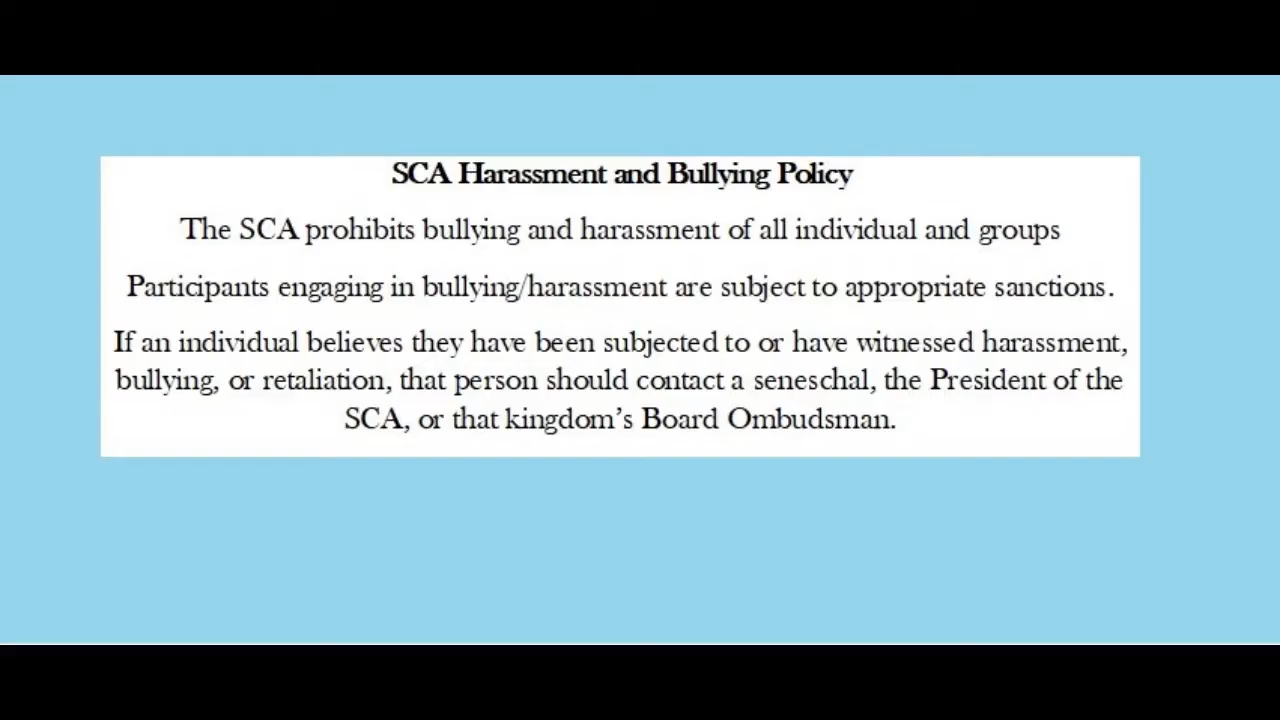 SCA Harassment and Bullying Policy
The SCA prohibits bullying and harassment of all individual and groups
Participants engaging in bullying/harassment are subject to appropriate sanctions.
If an individual believes they have been subjected to or have witnessed harassment,
bullying, or retaliation, that person should contact a seneschal, the President of the
SCA, or that kingdom's Board Ombudsman.